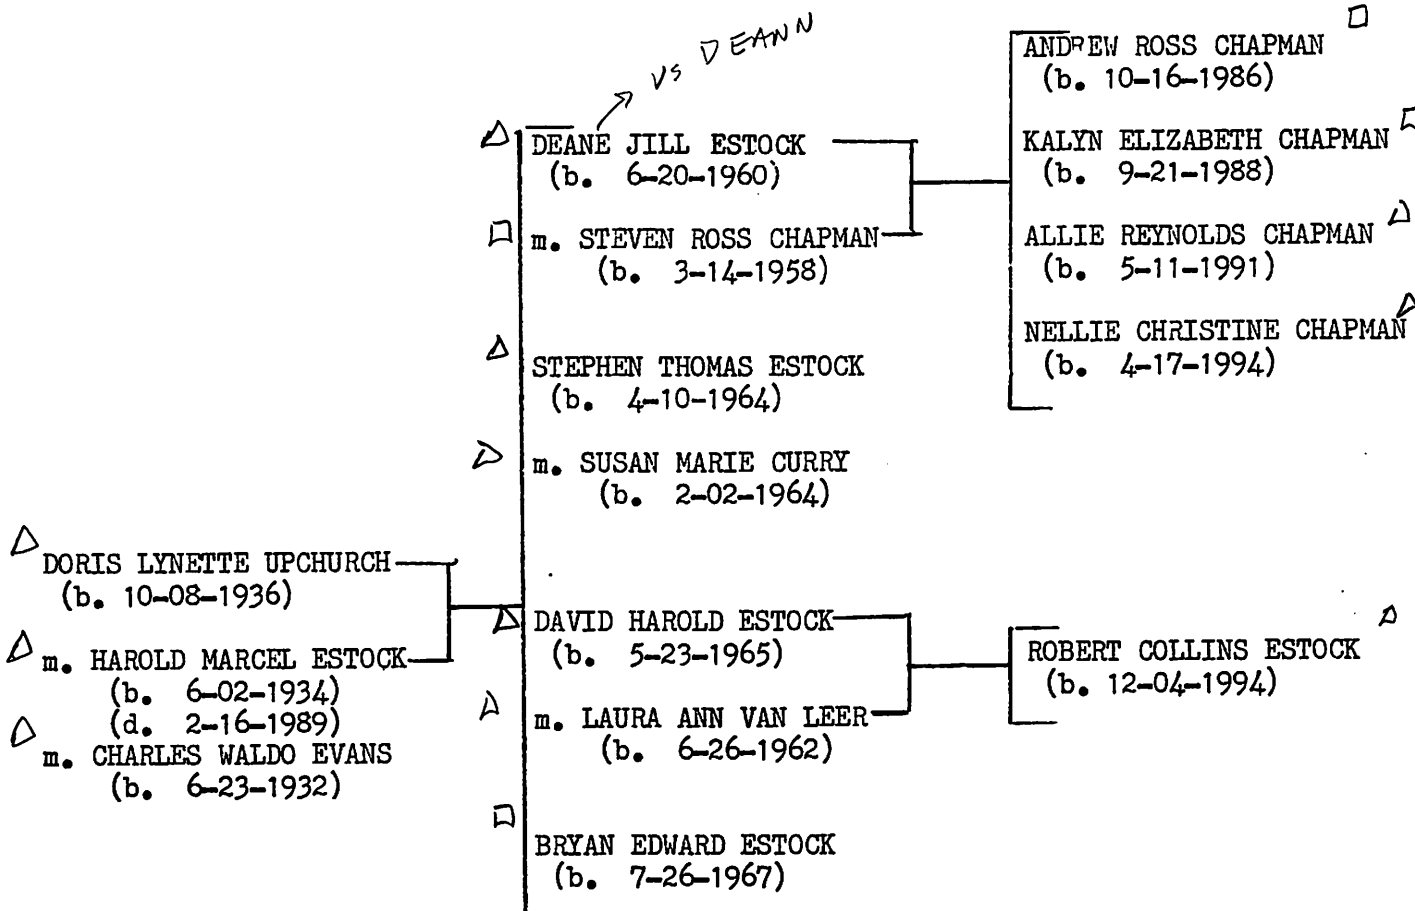 VS DEANN
DORIS LYNETTE UPCHURCH
(b. 10-08-1936)
m. HAROLD MARCEL ESTOCK
(b. 6-02-1934)
(d. 2-16-1989)
m. CHARLES WALDO EVANS
(b. 6-23-1932)
DEANE JILL ESTOCK
(b. 6-20-1960)
m. STEVEN ROSS CHAPMAN
(b. 3-14-1958)
STEPHEN THOMAS ESTOCK
(b. 4-10-1964)
m. SUSAN MARIE CURRY
(b. 2-02-1964)
DAVID HAROLD ESTOCK
(b. 5-23-1965)
m. LAURA ANN VAN LEER
(b. 6-26-1962)
BRYAN EDWARD ESTOCK
(b. 7-26-1967)
ANDREW ROSS CHAPMAN
(b. 10-16-1986)
KALYN ELIZABETH CHAPMAN
(b. 9-21-1988)
ALLIE REYNOLDS CHAPMAN
(b. 5-11-1991)
NELLIE CHRISTINE CHAPMAN
(b. 4-17-1994)
ROBERT COLLINS ESTOCK
(b. 12-04-1994)